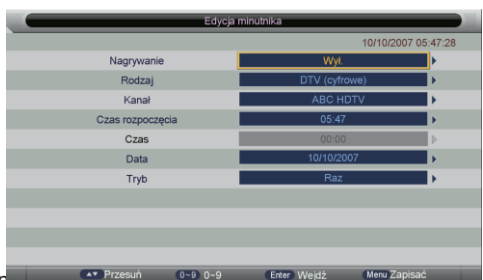 Edycja minutnika
10/10/2007 05:47:28
Nagrywanie Wył.
Rodzaj DTV (cyfrowe)
Kanał ABC HDTV
Czas rozpoczęcia 05:47
Czas 00:00
Data 10/10/2007
Tryb Raz
Przesuń 0~9 0~9 Enter Wejdź Menu Zapisać